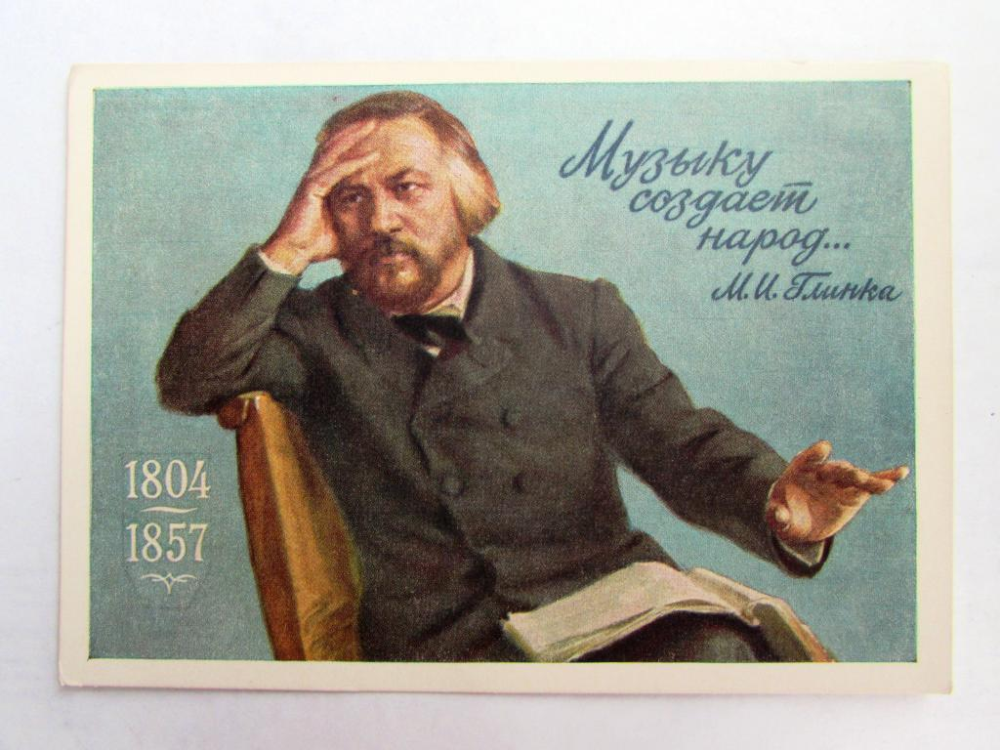 Музыку
создает
народ...
М.И. Глинка
1804
1857